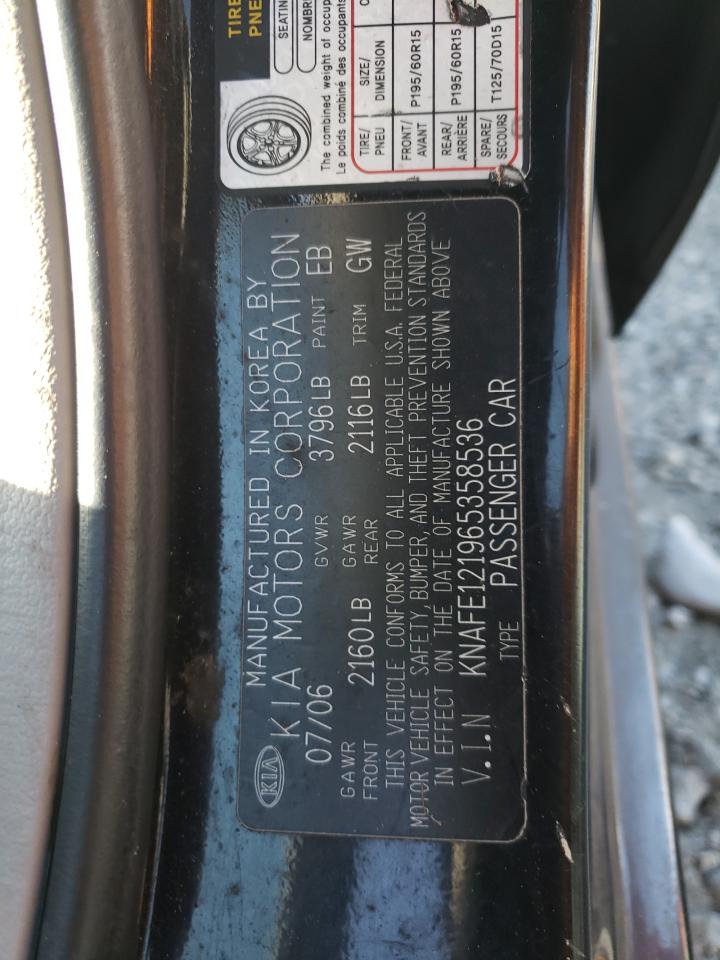 KIA
MANUFACTURED IN KOREA BY
KIA MOTORS CORPORATION
07/06 GVWR 3796LB PAINT EB
GAWR FRONT 2160LB GAWR REAR 2116LB TRIM GW
THIS VEHICLE CONFORMS TO ALL APPLICABLE U.S.A. FEDERAL
MOTOR VEHICLE SAFETY, BUMPER, AND THEFT PREVENTION STANDARDS
IN EFFECT ON THE DATE OF MANUFACTURE SHOWN ABOVE
V.I.N KNAFE121965358536
TYPE PASSENGER CAR
TIRE
PNE
SEATIN
NOMBR
The combined weight of occup
Le poids combiné des occupants
TIRE/ PNEU SIZE/ DIMENSION
FRONT/ AVANT P195/60R15
REAR/ ARRIÈRE P195/60R15
SPARE/ SECOURS T125/70D15